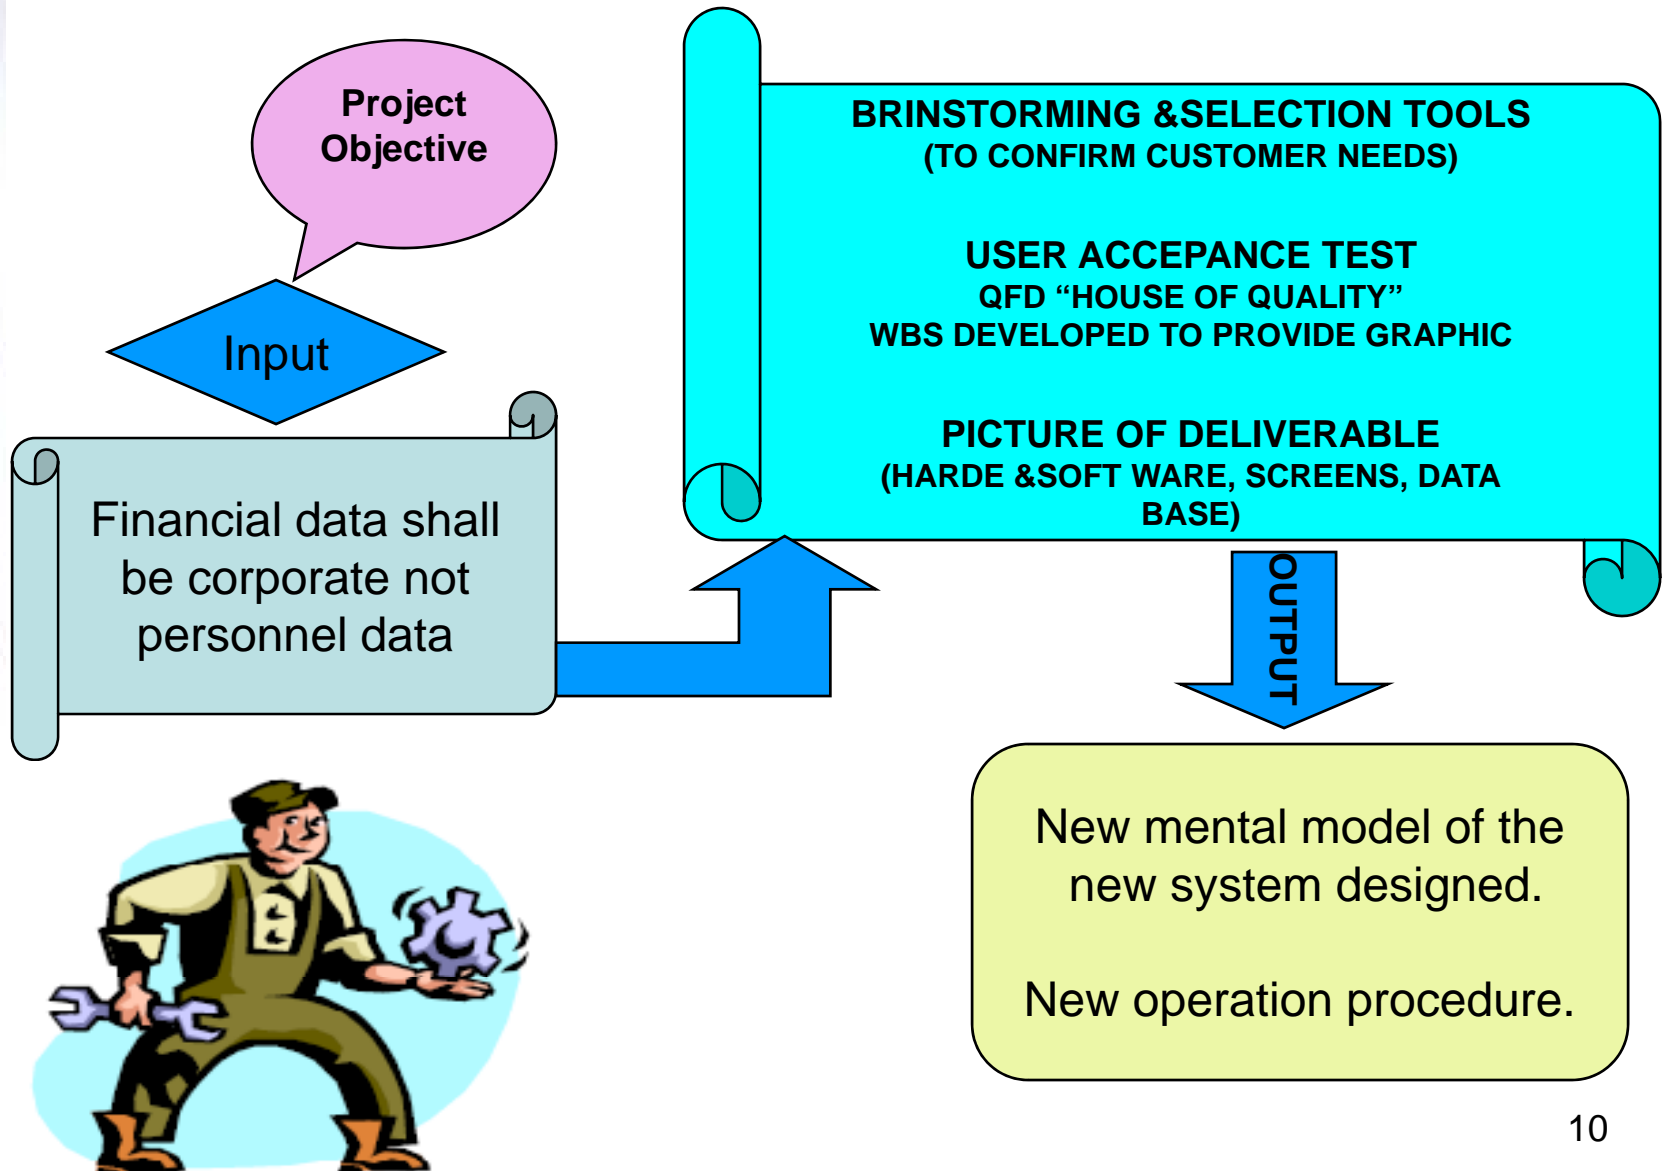 Project
Objective
Input
Financial data shall
be corporate not
personnel data
BRINSTORMING &SELECTION TOOLS
(TO CONFIRM CUSTOMER NEEDS)
USER ACCEPANCE TEST
QFD “HOUSE OF QUALITY”
WBS DEVELOPED TO PROVIDE GRAPHIC
PICTURE OF DELIVERABLE
(HARDE &SOFT WARE, SCREENS, DATA
BASE)
OUTPUT
New mental model of the
new system designed.
New operation procedure.
10